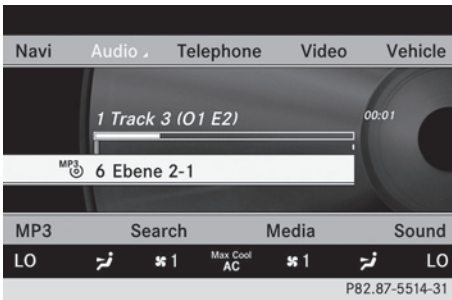 Navi Audio Telephone Video Vehicle
1 Track 3 (O1 E2) 00:01
MP3 6 Ebene 2-1
MP3 Search Media Sound
LO 1 Max Cool AC 1 LO
P82.87-5514-31